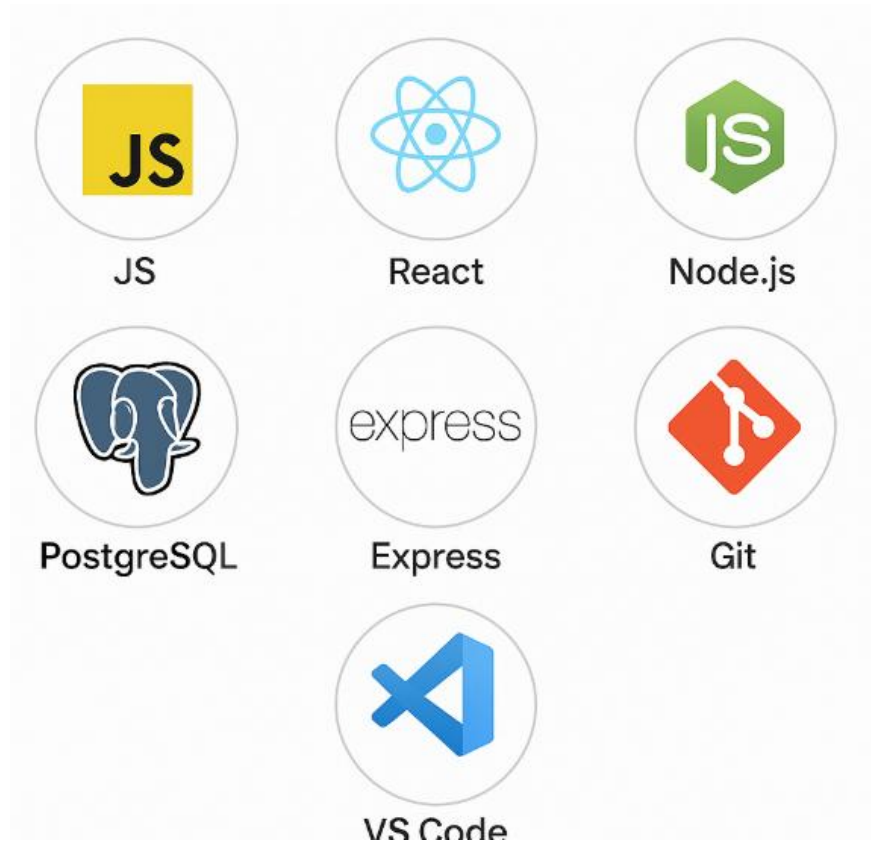 JS
JS
JS
React
Node.js
express
PostgreSQL
Express
Git
VS Code